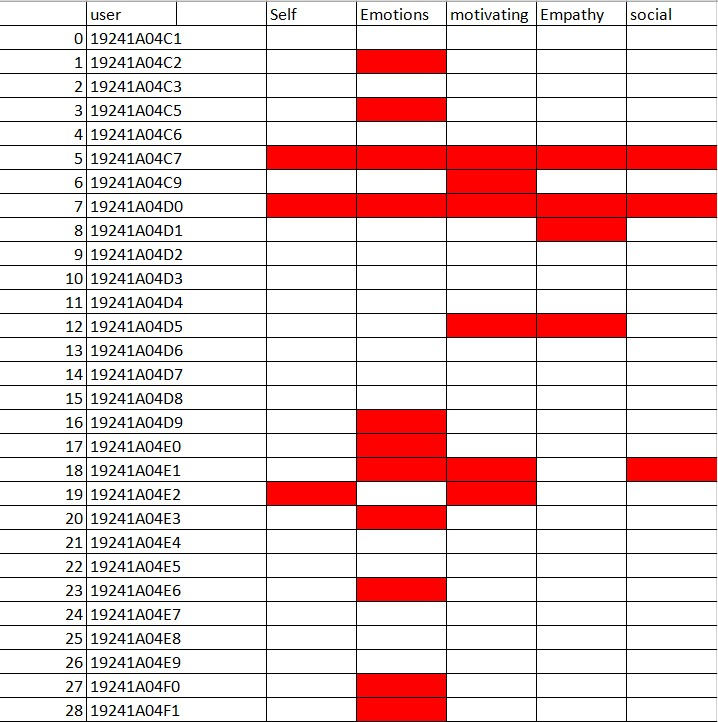 user Self Emotions motivating Empathy social
0 19241A04C1
1 19241A04C2
2 19241A04C3
3 19241A04C5
4 19241A04C6
5 19241A04C7
6 19241A04C9
7 19241A04D0
8 19241A04D1
9 19241A04D2
10 19241A04D3
11 19241A04D4
12 19241A04D5
13 19241A04D6
14 19241A04D7
15 19241A04D8
16 19241A04D9
17 19241A04E0
18 19241A04E1
19 19241A04E2
20 19241A04E3
21 19241A04E4
22 19241A04E5
23 19241A04E6
24 19241A04E7
25 19241A04E8
26 19241A04E9
27 19241A04F0
28 19241A04F1